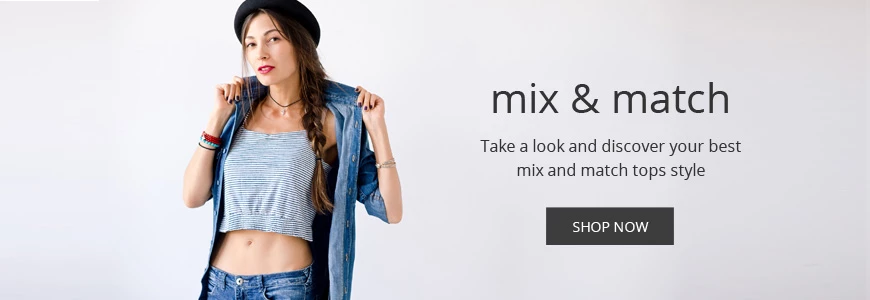 mix & match
Take a look and discover your best
mix and match tops style
SHOP NOW